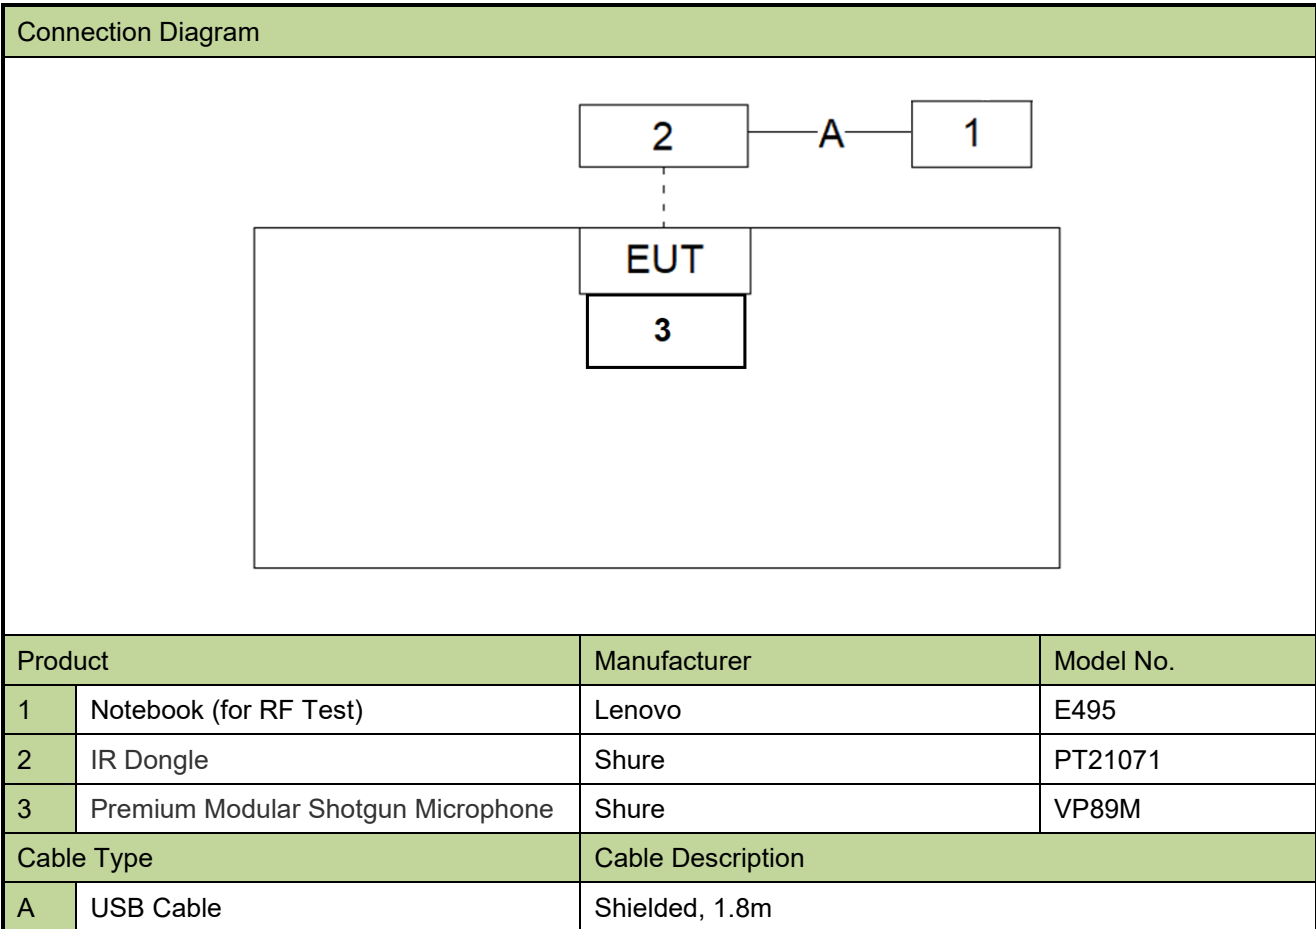 Connection Diagram
2 A 1
EUT
3
Product Manufacturer Model No.
1 Notebook (for RF Test) Lenovo E495
2 IR Dongle Shure PT21071
3 Premium Modular Shotgun Microphone Shure VP89M
Cable Type Cable Description
A USB Cable Shielded, 1.8m